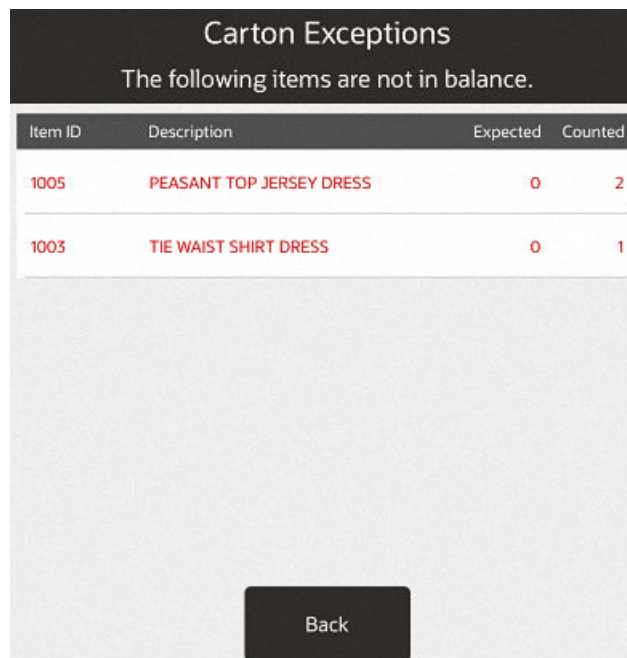 Carton Exceptions
The following items are not in balance.
Item ID Description Expected Counted
1005 PEASANT TOP JERSEY DRESS 0 2
1003 TIE WAIST SHIRT DRESS 0 1
Back